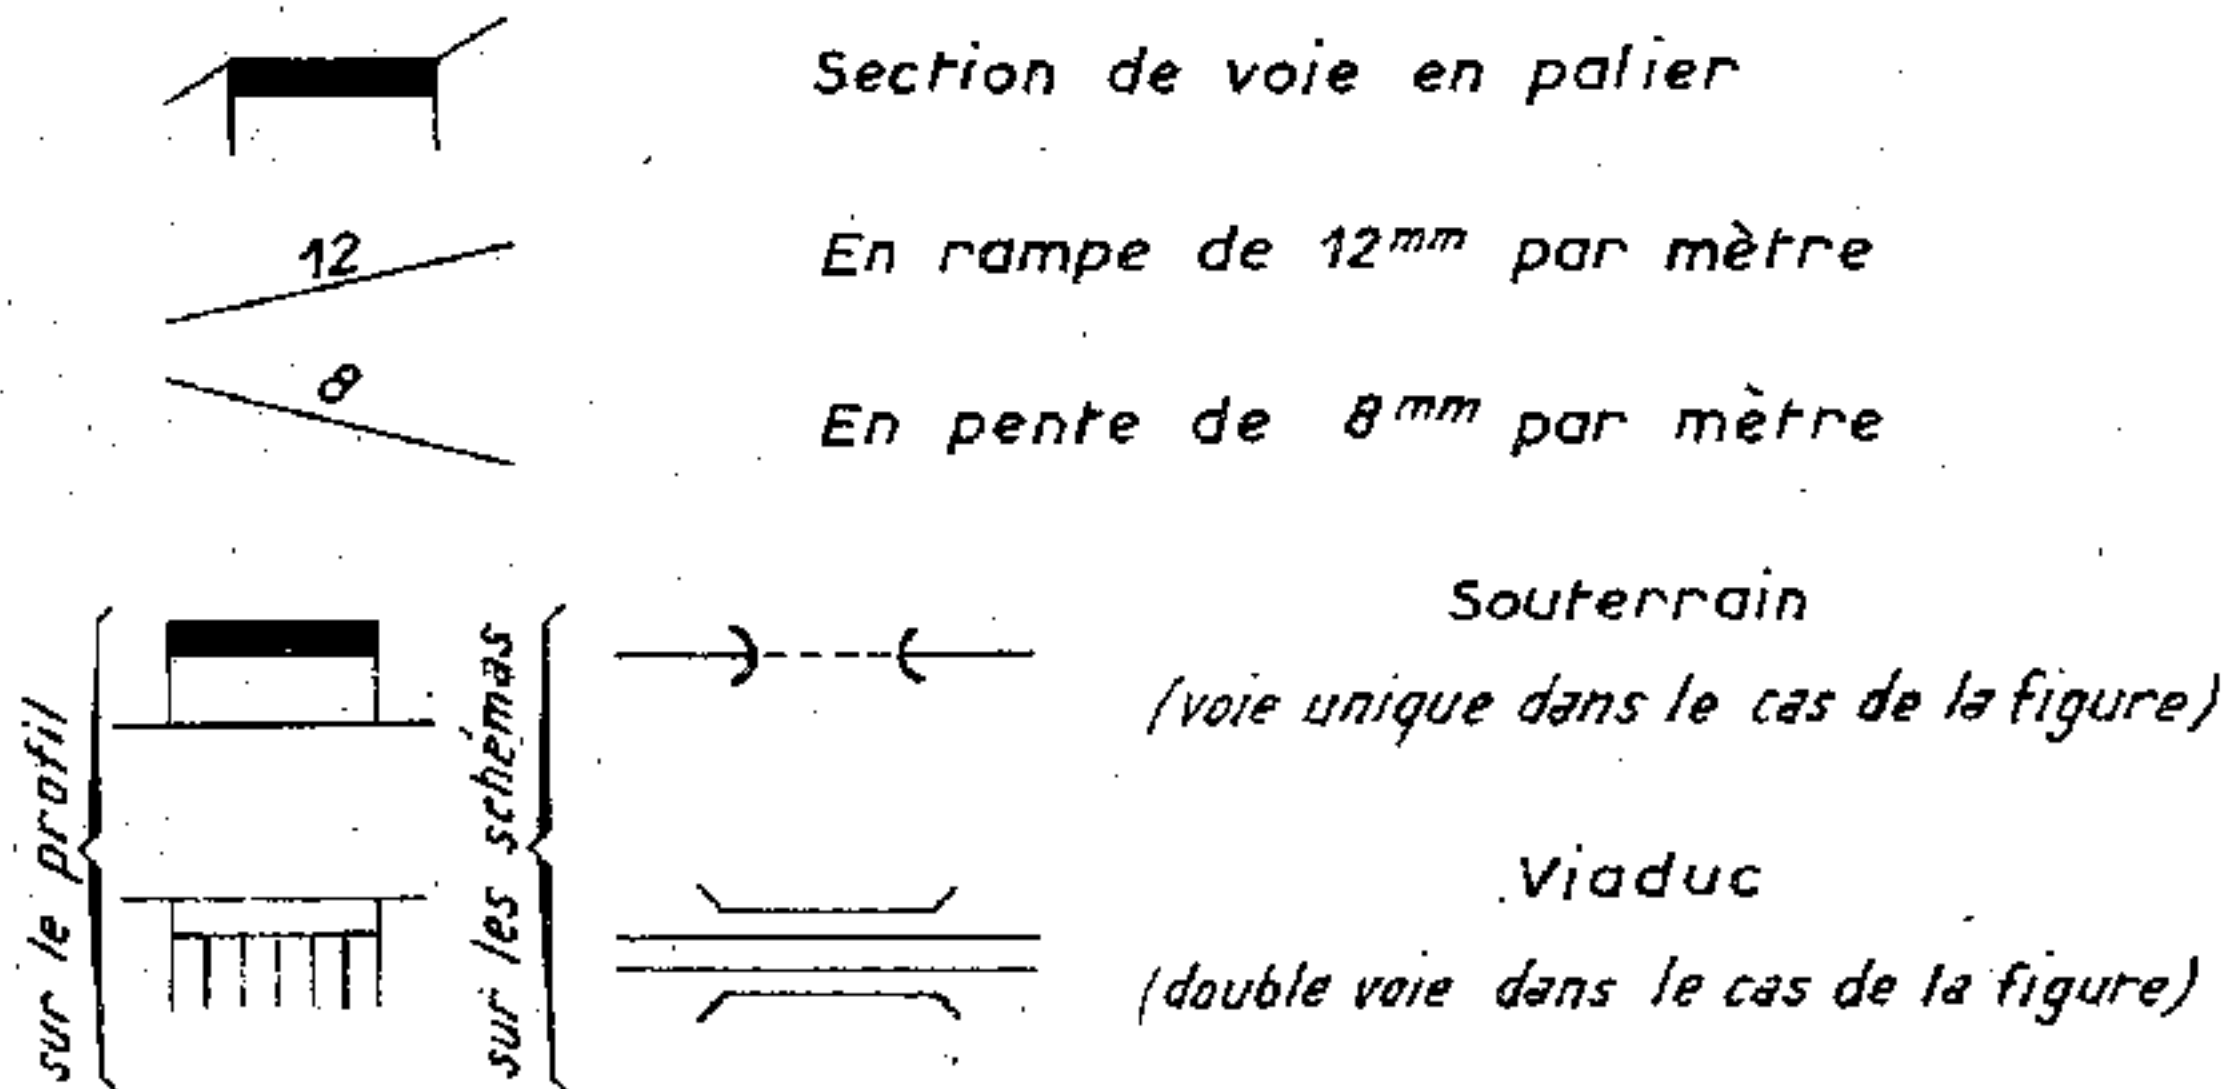 Section de voie en palier
12
En rampe de 12mm par mètre
8
En pente de 8mm par mètre
sur le profil
sur les schémas
Souterrain
(voie unique dans le cas de la figure)
Viaduc
(double voie dans le cas de la figure)